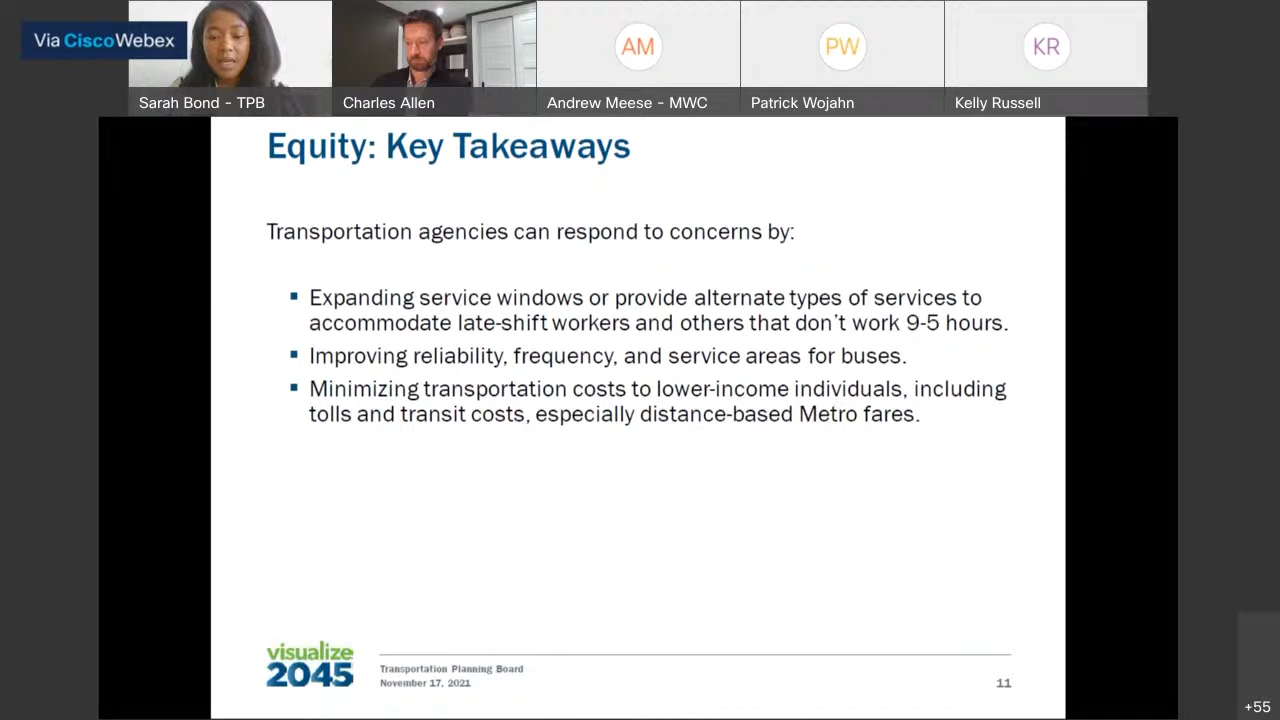 Via Cisco Webex
AM
PW
KR
Sarah Bond - TPB
Charles Allen
Andrew Meese - MWC
Patrick Wojahn
Kelly Russell
Equity: Key Takeaways
Transportation agencies can respond to concerns by:
▪ Expanding service windows or provide alternate types of services to
accommodate late-shift workers and others that don't work 9-5 hours.
▪ Improving reliability, frequency, and service areas for buses.
▪ Minimizing transportation costs to lower-income individuals, including
tolls and transit costs, especially distance-based Metro fares.
visualize
2045
Transportation Planning Board
November 17, 2021
11
+55